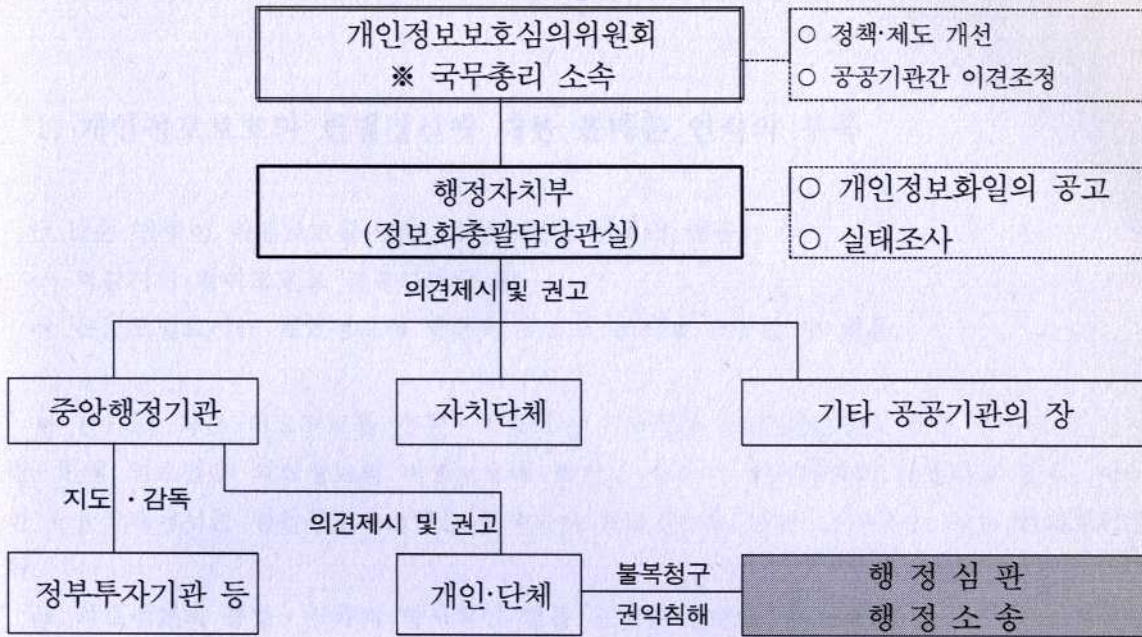 개인정보보호심의위원회
※ 국무총리 소속
○ 정책·제도 개선
○ 공공기관간 이견조정
행정자치부
(정보화총괄담당관실)
○ 개인정보화일의 공고
○ 실태조사
의견제시 및 권고
중앙행정기관
자치단체
기타 공공기관의 장
지도 · 감독
의견제시 및 권고
정부투자기관 등
개인·단체
불복청구
권익침해
행 정 심 판
행 정 소 송